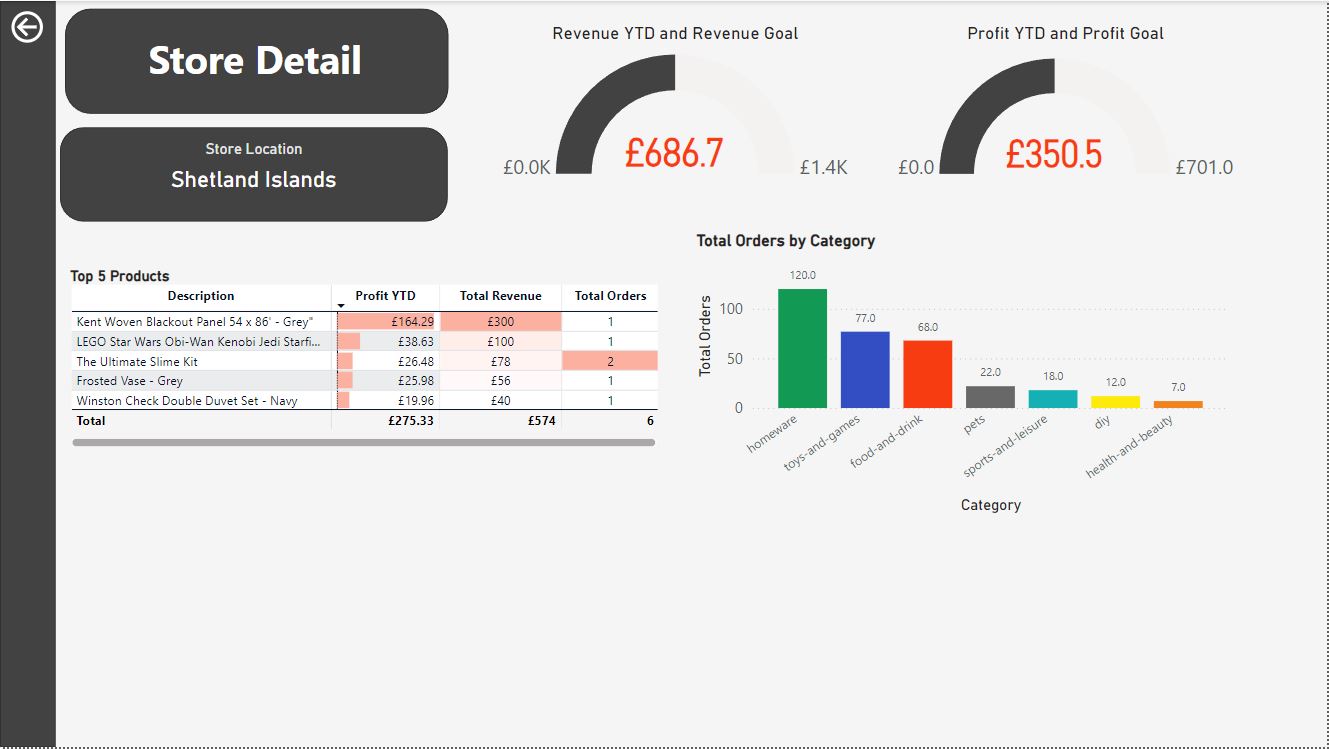 Store Detail
Store Location
Shetland Islands
Revenue YTD and Revenue Goal
£686.7
£0.0K
£1.4K
Profit YTD and Profit Goal
£350.5
£0.0
£701.0
Top 5 Products
Description Profit YTD Total Revenue Total Orders
Kent Woven Blackout Panel 54 x 86' - Grey" £164.29 £300 1
LEGO Star Wars Obi-Wan Kenobi Jedi Starfi... £38.63 £100 1
The Ultimate Slime Kit £26.48 £78 2
Frosted Vase - Grey £25.98 £56 1
Winston Check Double Duvet Set - Navy £19.96 £40 1
Total £275.33 £574 6
Total Orders by Category
Total Orders
100
50
0
120.0
77.0
68.0
22.0
18.0
12.0
7.0
homeware
toys-and-games
food-and-drink
pets
sports-and-leisure
diy
health-and-beauty
Category